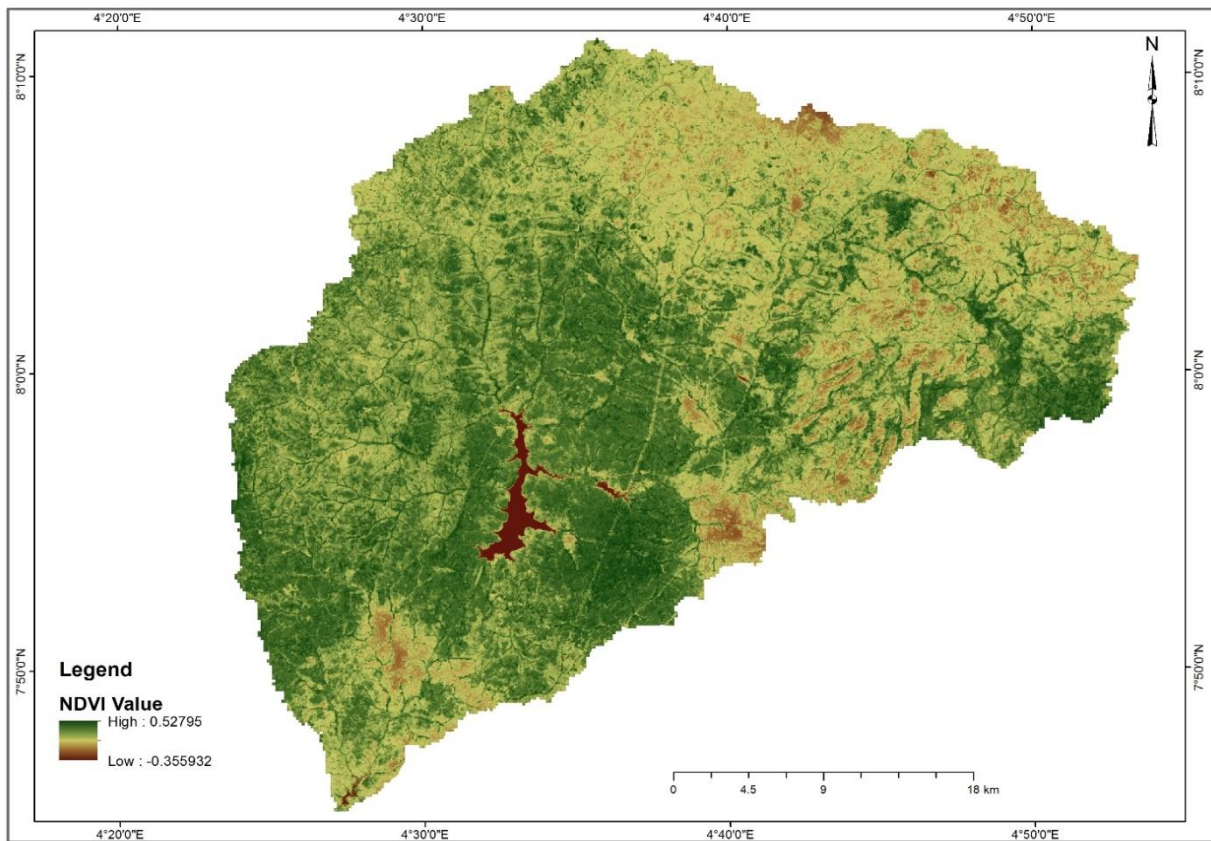 4°20'0"E 4°30'0"E 4°40'0"E 4°50'0"E
N
8°10'0"N 8°10'0"N
8°0'0"N 8°0'0"N
7°50'0"N 7°50'0"N
Legend
NDVI Value
High : 0.52795
Low : -0.355932
0 4.5 9 18 km
4°20'0"E 4°30'0"E 4°40'0"E 4°50'0"E